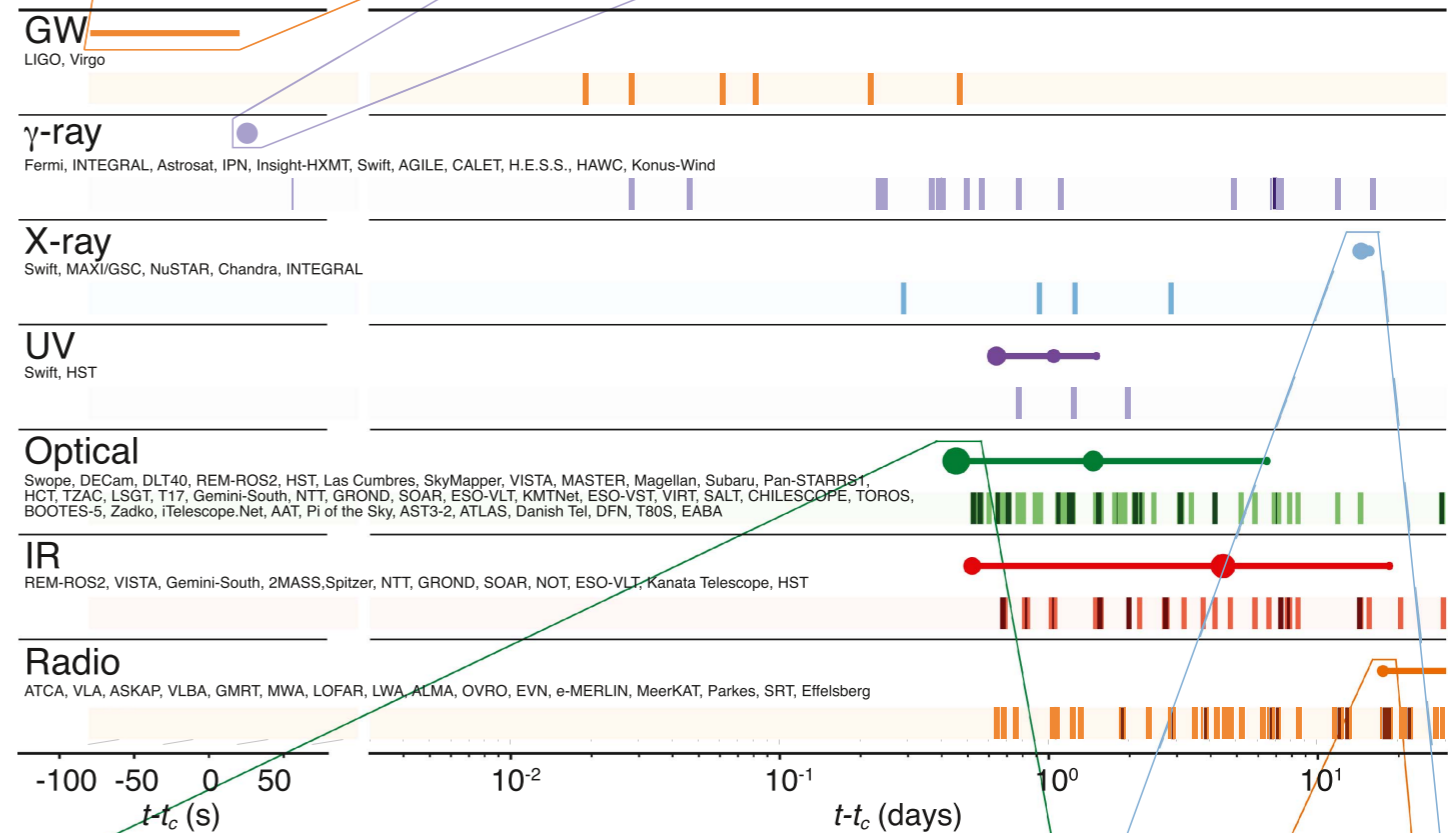 GW
LIGO, Virgo
γ-ray
Fermi, INTEGRAL, Astrosat, IPN, Insight-HXMT, Swift, AGILE, CALET, H.E.S.S., HAWC, Konus-Wind
X-ray
Swift, MAXI/GSC, NuSTAR, Chandra, INTEGRAL
UV
Swift, HST
Optical
Swope, DECam, DLT40, REM-ROS2, HST, Las Cumbres, SkyMapper, VISTA, MASTER, Magellan, Subaru, Pan-STARRS1,
HCT, TZAC, LSGT, T17, Gemini-South, NTT, GROND, SOAR, ESO-VLT, KMTNet, ESO-VST, VIRT, SALT, CHILESCOPE, TOROS,
BOOTES-5, Zadko, iTelescope.Net, AAT, Pi of the Sky, AST3-2, ATLAS, Danish Tel, DFN, T80S, EABA
IR
REM-ROS2, VISTA, Gemini-South, 2MASS,Spitzer, NTT, GROND, SOAR, NOT, ESO-VLT, Kanata Telescope, HST
Radio
ATCA, VLA, ASKAP, VLBA, GMRT, MWA, LOFAR, LWA, ALMA, OVRO, EVN, e-MERLIN, MeerKAT, Parkes, SRT, Effelsberg
-100 -50 0 50 10⁻² 10⁻¹ 10⁰ 10¹
t-tc (s) t-tc (days)